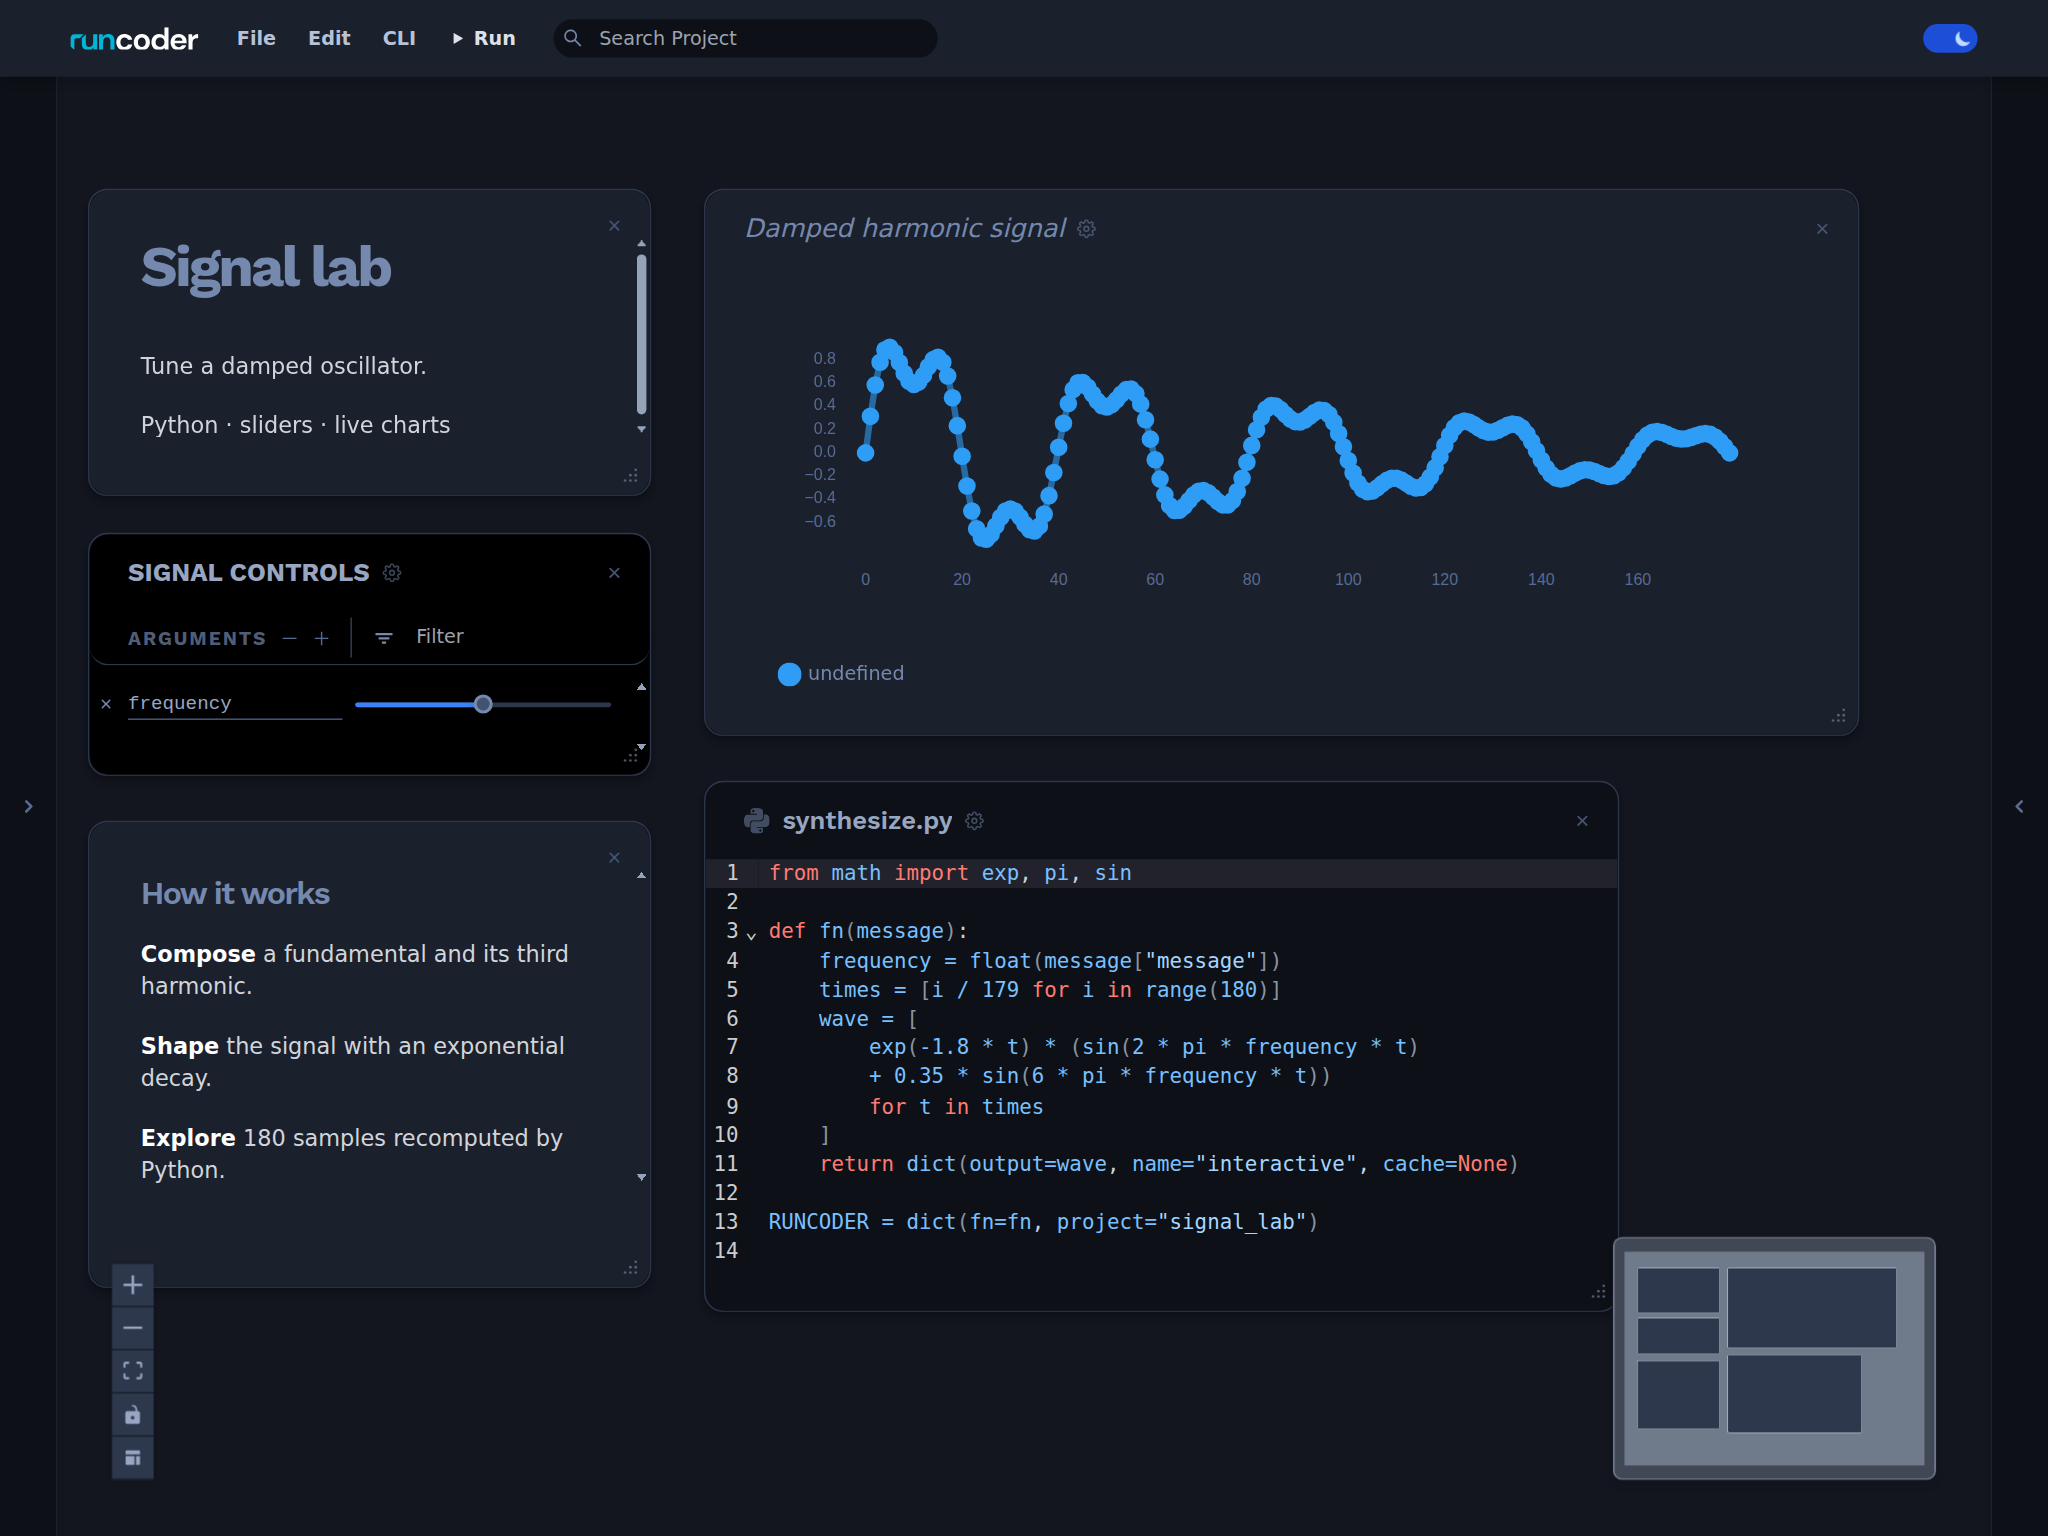 runcoder File Edit CLI Run Search Project
Signal lab
Tune a damped oscillator.
Python · sliders · live charts
SIGNAL CONTROLS
ARGUMENTS Filter
frequency
How it works
Compose a fundamental and its third
harmonic.
Shape the signal with an exponential
decay.
Explore 180 samples recomputed by
Python.
Damped harmonic signal
0.8
0.6
0.4
0.2
0.0
−0.2
−0.4
−0.6
0 20 40 60 80 100 120 140 160
undefined
synthesize.py
1 from math import exp, pi, sin
2
3 def fn(message):
4     frequency = float(message["message"])
5     times = [i / 179 for i in range(180)]
6     wave = [
7         exp(-1.8 * t) * (sin(2 * pi * frequency * t)
8         + 0.35 * sin(6 * pi * frequency * t))
9         for t in times
10     ]
11     return dict(output=wave, name="interactive", cache=None)
12
13 RUNCODER = dict(fn=fn, project="signal_lab")
14